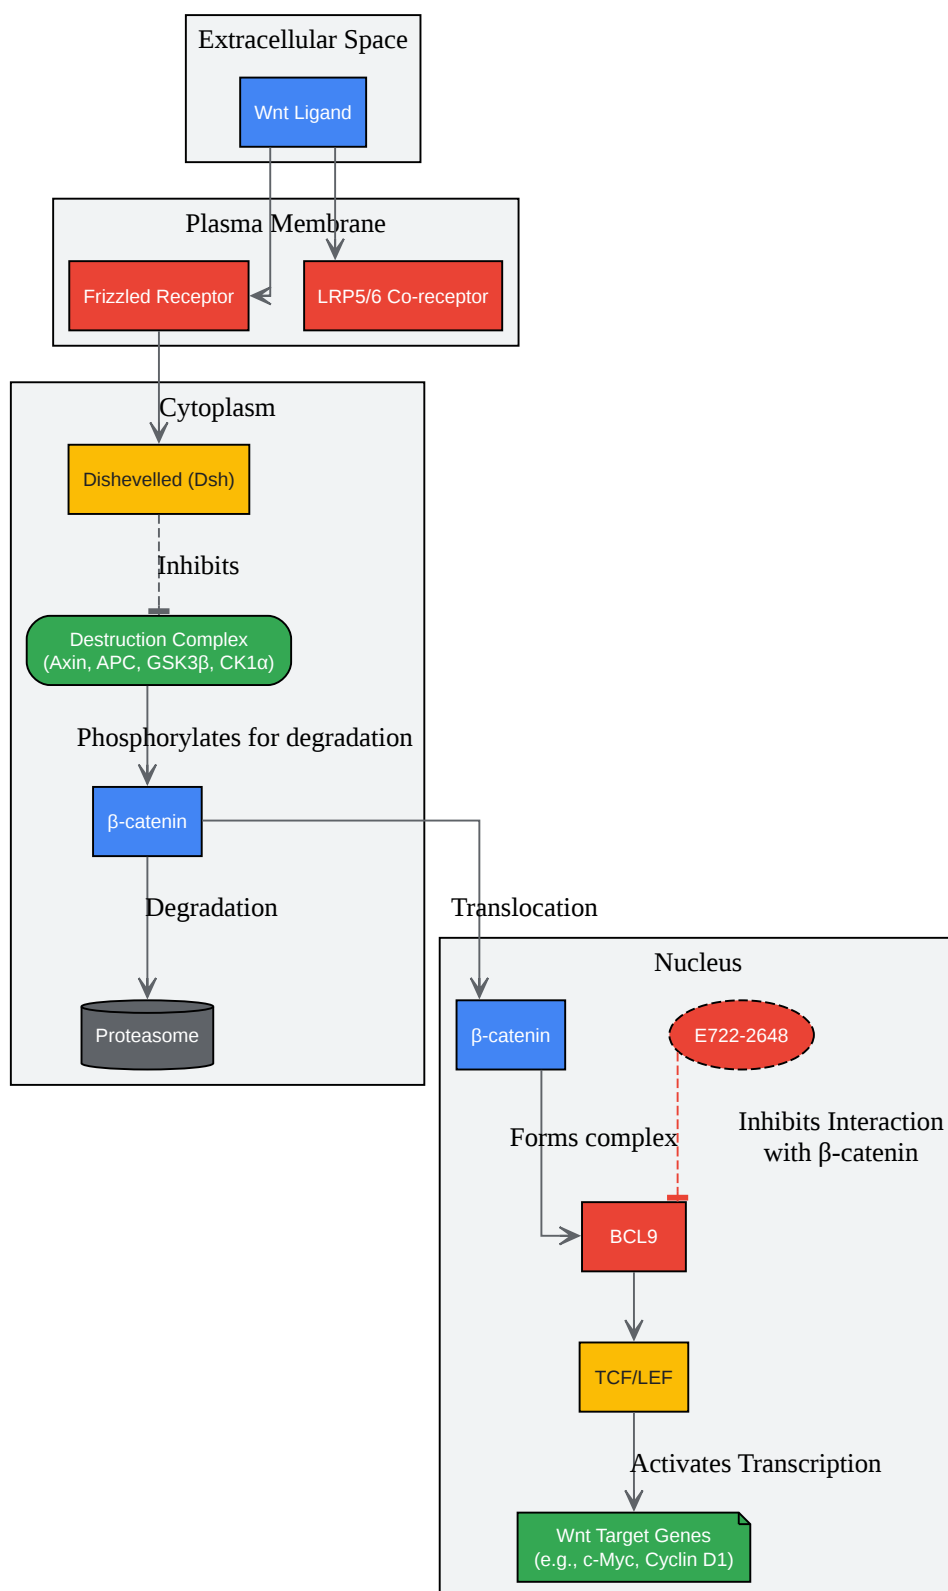 Extracellular Space
Wnt Ligand
Plasma Membrane
Frizzled Receptor
LRP5/6 Co-receptor
Cytoplasm
Dishevelled (Dsh)
Inhibits
Destruction Complex
(Axin, APC, GSK3β, CK1α)
Phosphorylates for degradation
β-catenin
Degradation
Translocation
Nucleus
Proteasome
β-catenin
E722-2648
Inhibits Interaction
with β-catenin
Forms complex
BCL9
TCF/LEF
Activates Transcription
Wnt Target Genes
(e.g., c-Myc, Cyclin D1)